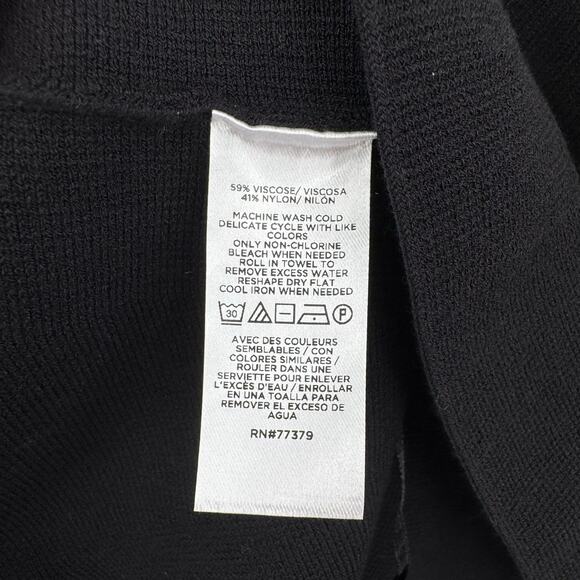 59% VISCOSE/ VISCOSA
41% NYLON/ NILÓN
MACHINE WASH COLD
DELICATE CYCLE WITH LIKE
COLORS
ONLY NON-CHLORINE
BLEACH WHEN NEEDED
ROLL IN TOWEL TO
REMOVE EXCESS WATER
RESHAPE DRY FLAT
COOL IRON WHEN NEEDED
30 P
AVEC DES COULEURS
SEMBLABLES / CON
COLORES SIMILARES /
ROULER DANS UNE
SERVIETTE POUR ENLEVER
L'EXCÈS D'EAU / ENROLLAR
EN UNA TOALLA PARA
REMOVER EL EXCESO DE
AGUA
RN#77379